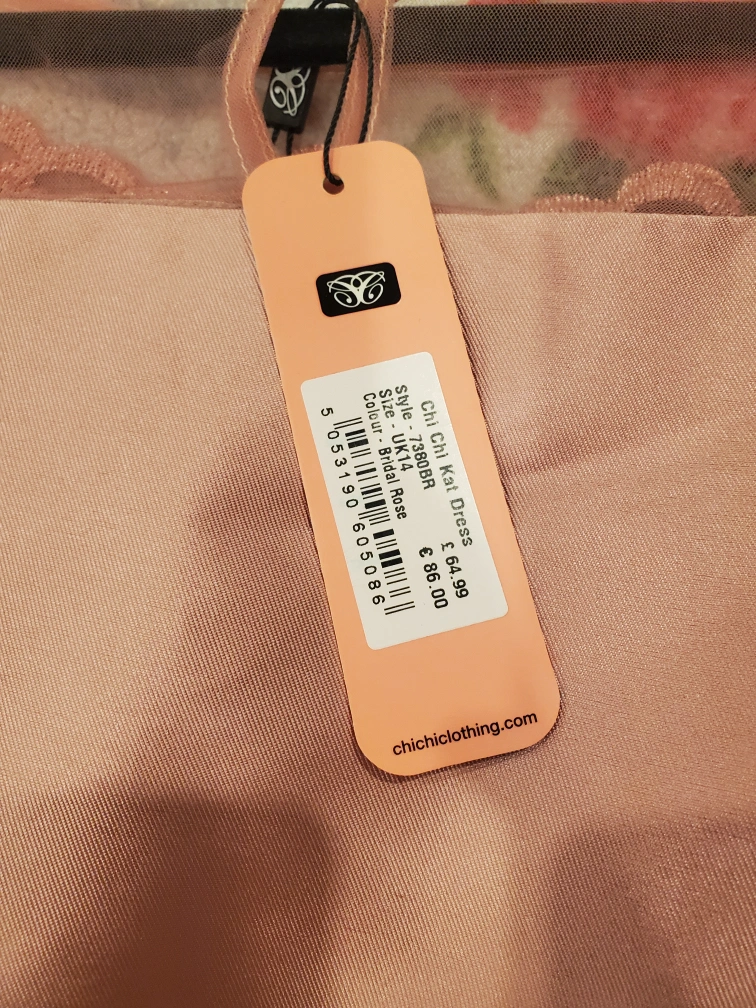 Chi Chi Kat Dress
£ 64.99
Style - 7380BR
€ 86.00
Size - UK14
Colour - Bridal Rose
5 053190 605086
chichiclothing.com